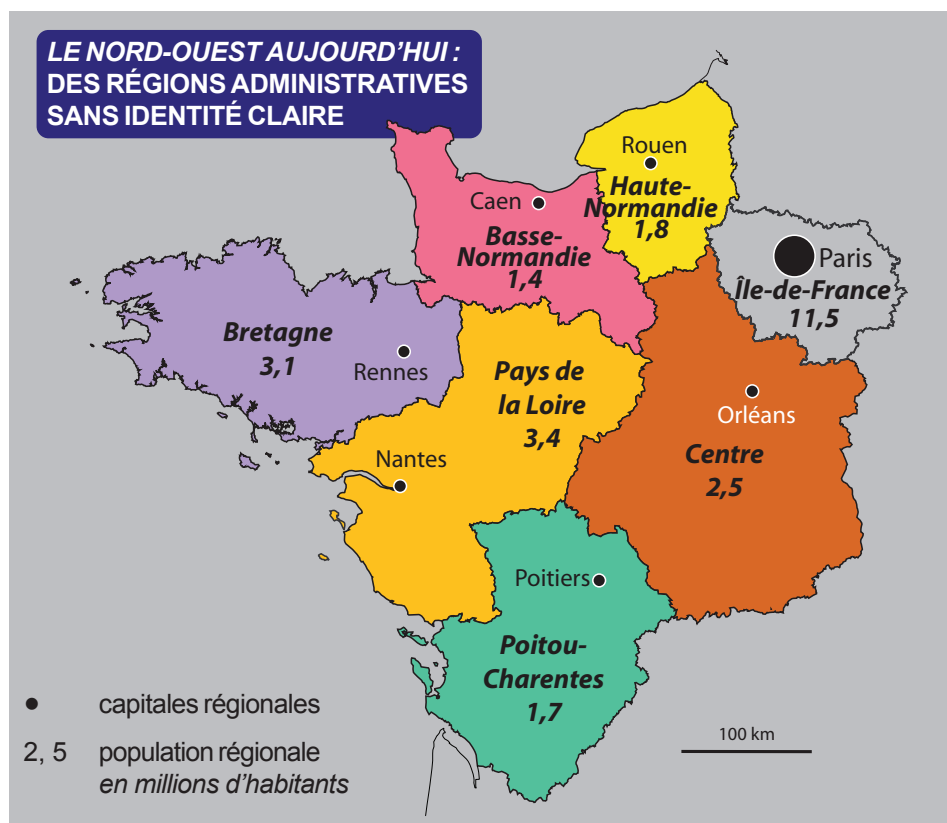 LE NORD-OUEST AUJOURD'HUI :
DES RÉGIONS ADMINISTRATIVES
SANS IDENTITÉ CLAIRE
Rouen
Haute-
Normandie
1,8
Caen
Basse-
Normandie
1,4
Paris
Île-de-France
11,5
Bretagne
3,1
Rennes
Pays de
la Loire
3,4
Orléans
Centre
2,5
Nantes
Poitiers
Poitou-
Charentes
1,7
capitales régionales
2, 5 population régionale
en millions d'habitants
100 km